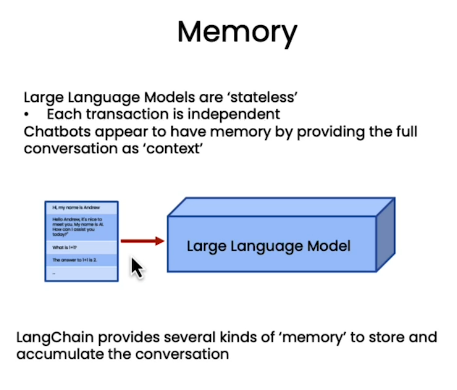 Memory
Large Language Models are ‘stateless’
• Each transaction is independent
Chatbots appear to have memory by providing the full
conversation as ‘context’
Hi, my name is Andrew
Hello Andrew, it's nice to
meet you. My name is AI.
How can I assist you
today?"
What is 1+1?
The answer to 1+1 is 2.
...
Large Language Model
LangChain provides several kinds of ‘memory’ to store and
accumulate the conversation